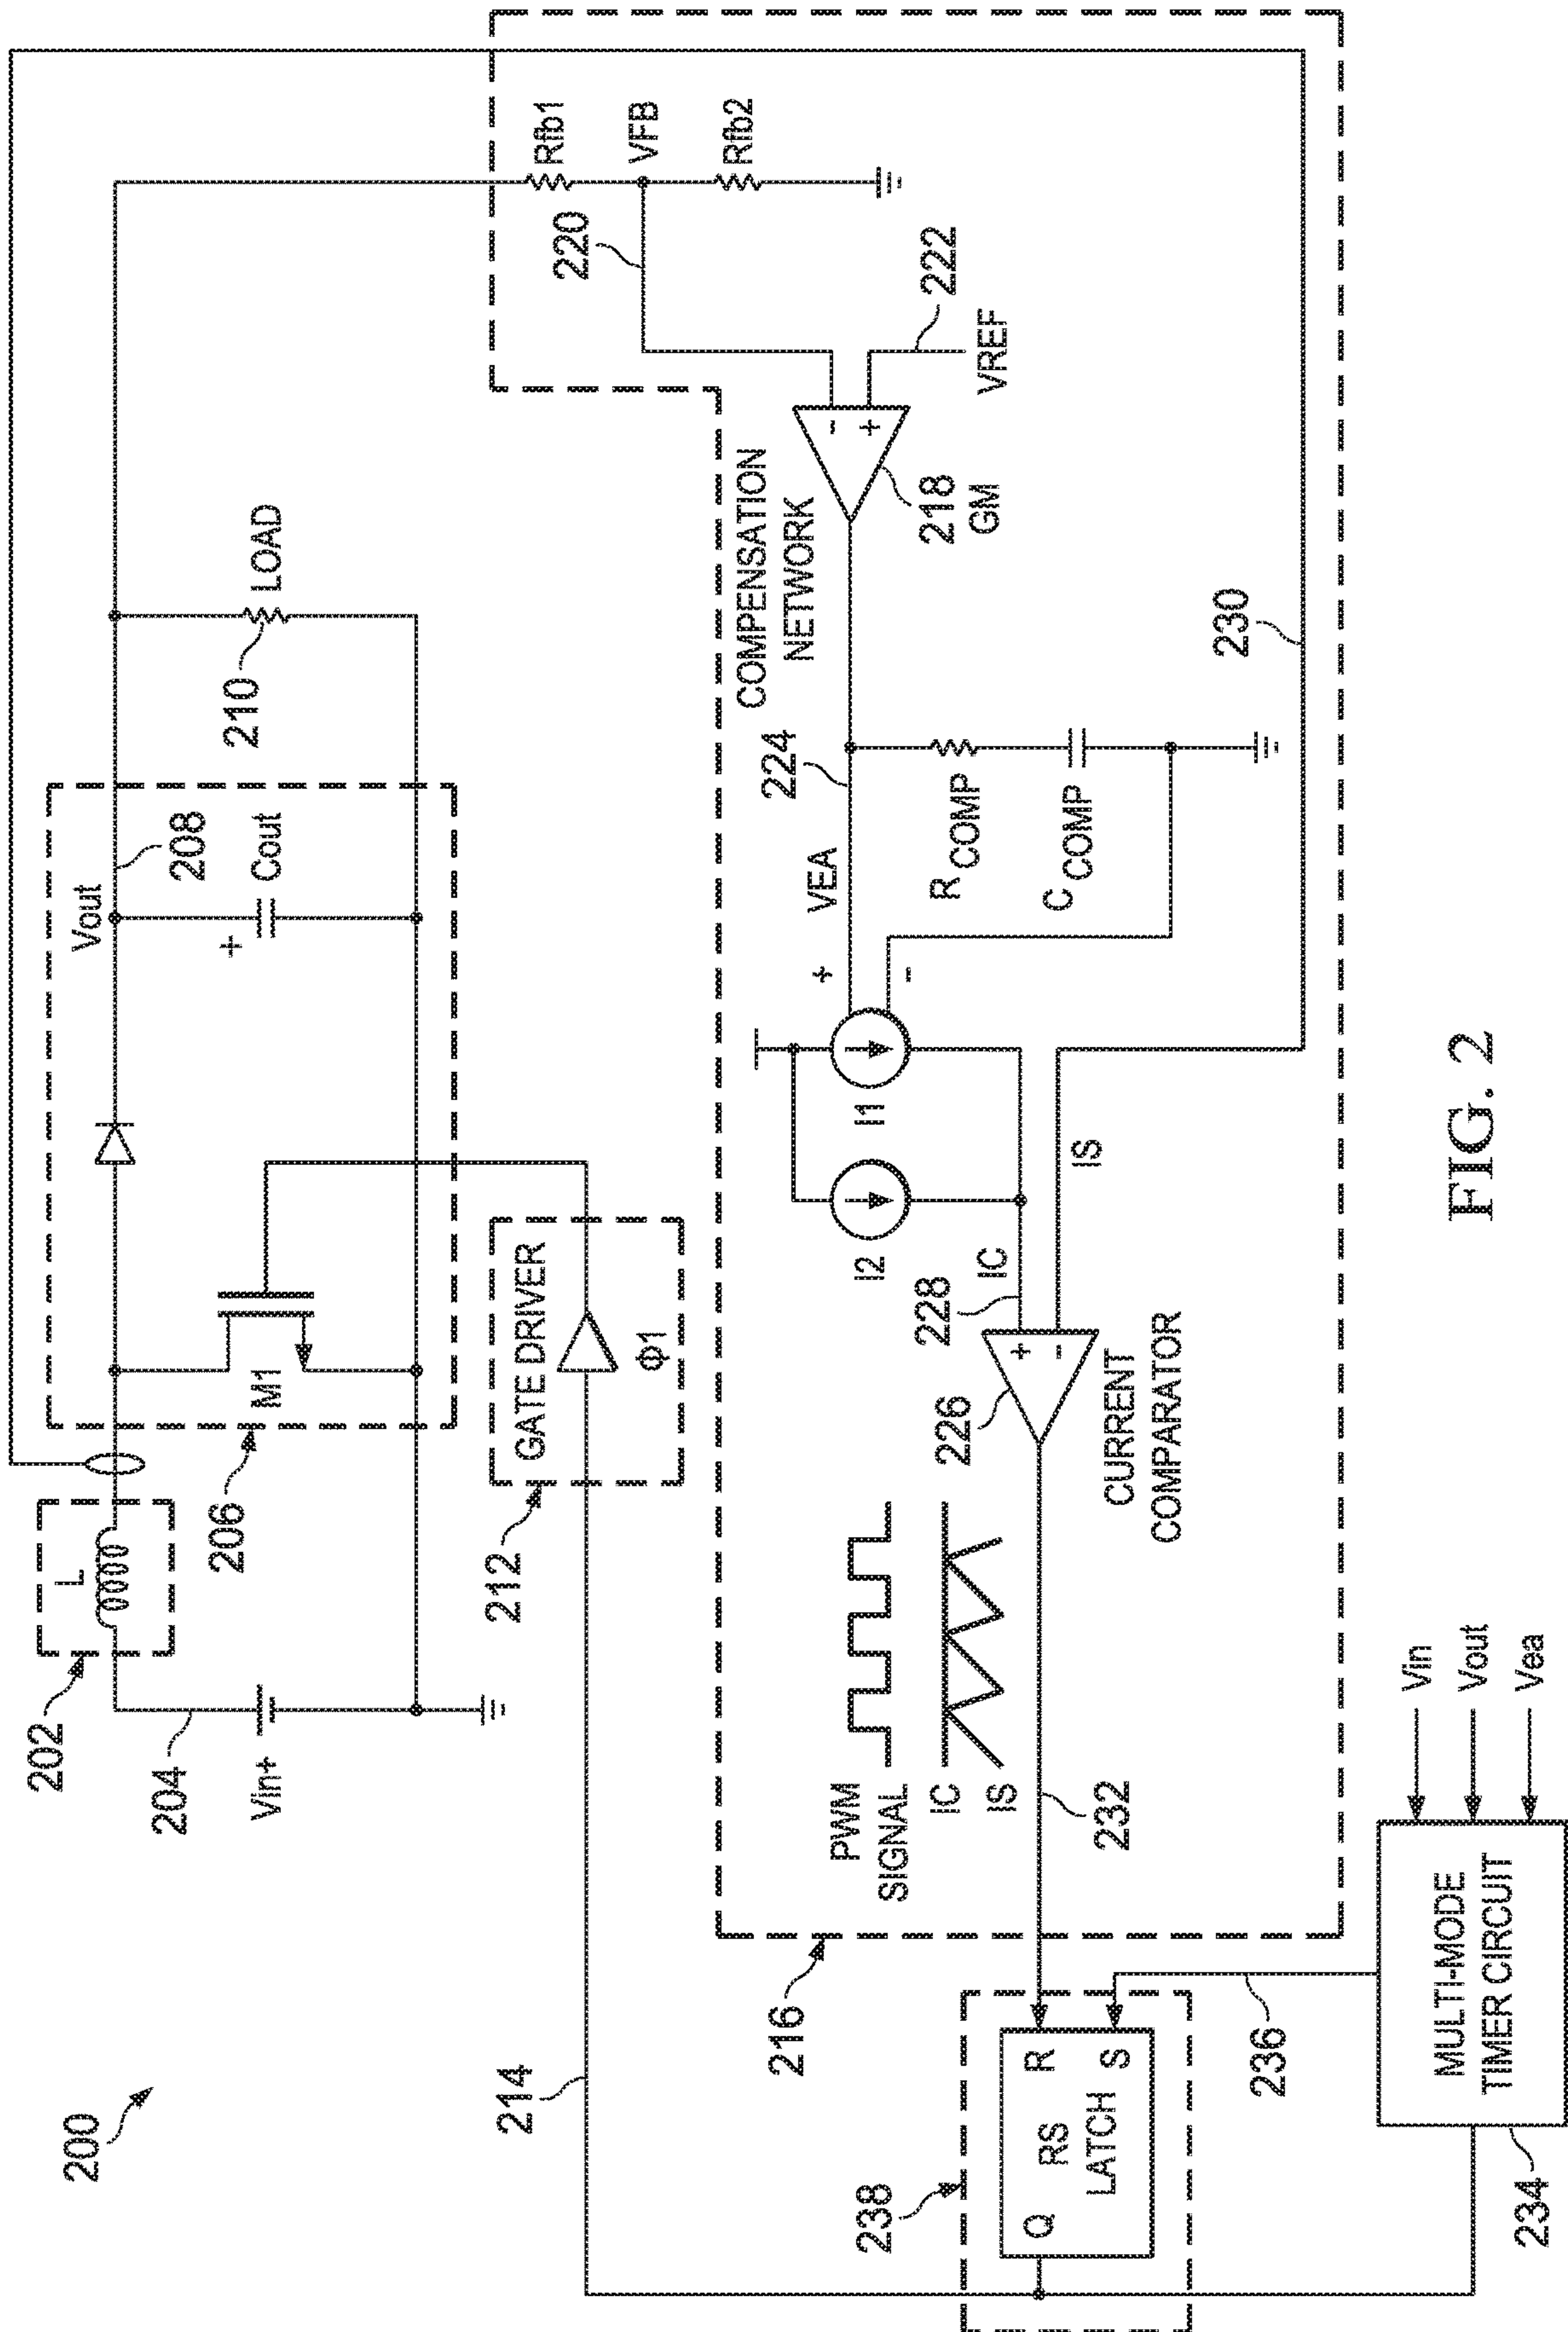 200
202
L
204
Vin+
206
M1
Vout
208
+
Cout
210
LOAD
212
GATE DRIVER
Φ1
214
216
Rfb1
VFB
Rfb2
220
222
VREF
-
+
218
GM
COMPENSATION
NETWORK
224
VEA
+
-
R COMP
C COMP
I1
I2
IC
228
IS
230
+
-
226
CURRENT
COMPARATOR
PWM
SIGNAL
IC
IS
232
238
Q
R
S
RS
LATCH
236
MULTI-MODE
TIMER CIRCUIT
234
Vin
Vout
Vea
FIG. 2